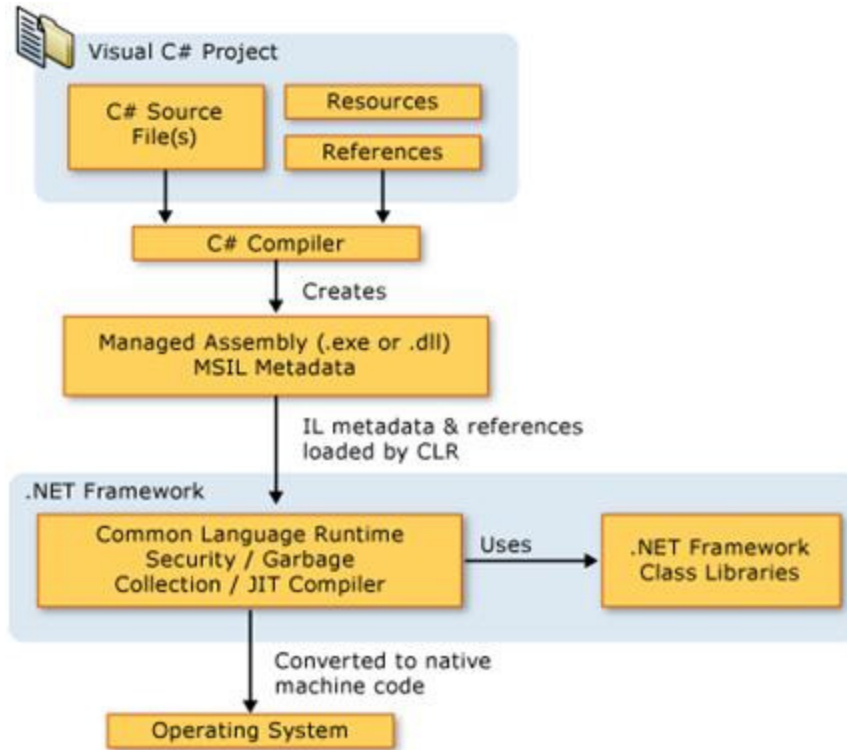 Visual C# Project
C# Source
File(s)
Resources
References
C# Compiler
Creates
Managed Assembly (.exe or .dll)
MSIL Metadata
IL metadata & references
loaded by CLR
.NET Framework
Common Language Runtime
Security / Garbage
Collection / JIT Compiler
Uses
.NET Framework
Class Libraries
Converted to native
machine code
Operating System